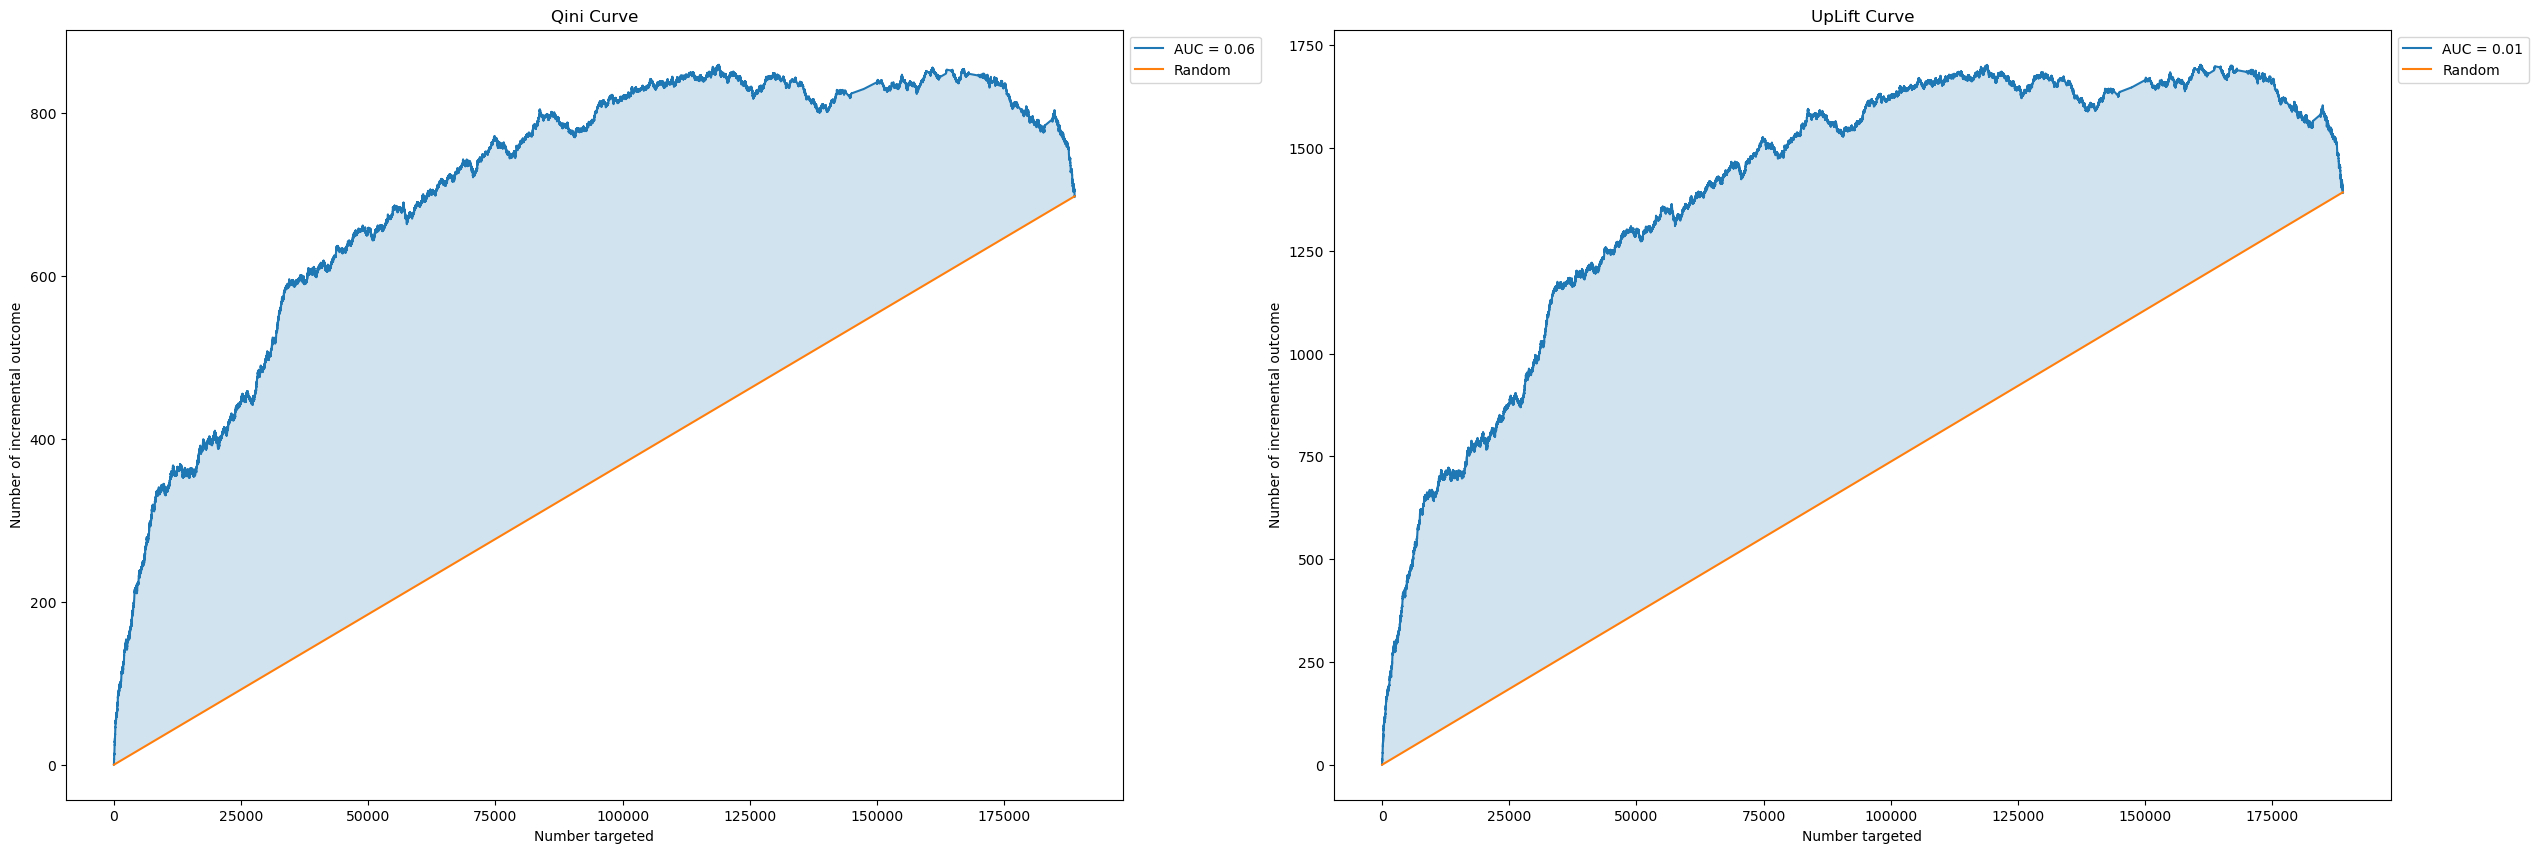 Qini Curve
Number of incremental outcome
800
600
400
200
0
0 25000 50000 75000 100000 125000 150000 175000
Number targeted
AUC = 0.06
Random
UpLift Curve
Number of incremental outcome
1750
1500
1250
1000
750
500
250
0
0 25000 50000 75000 100000 125000 150000 175000
Number targeted
AUC = 0.01
Random